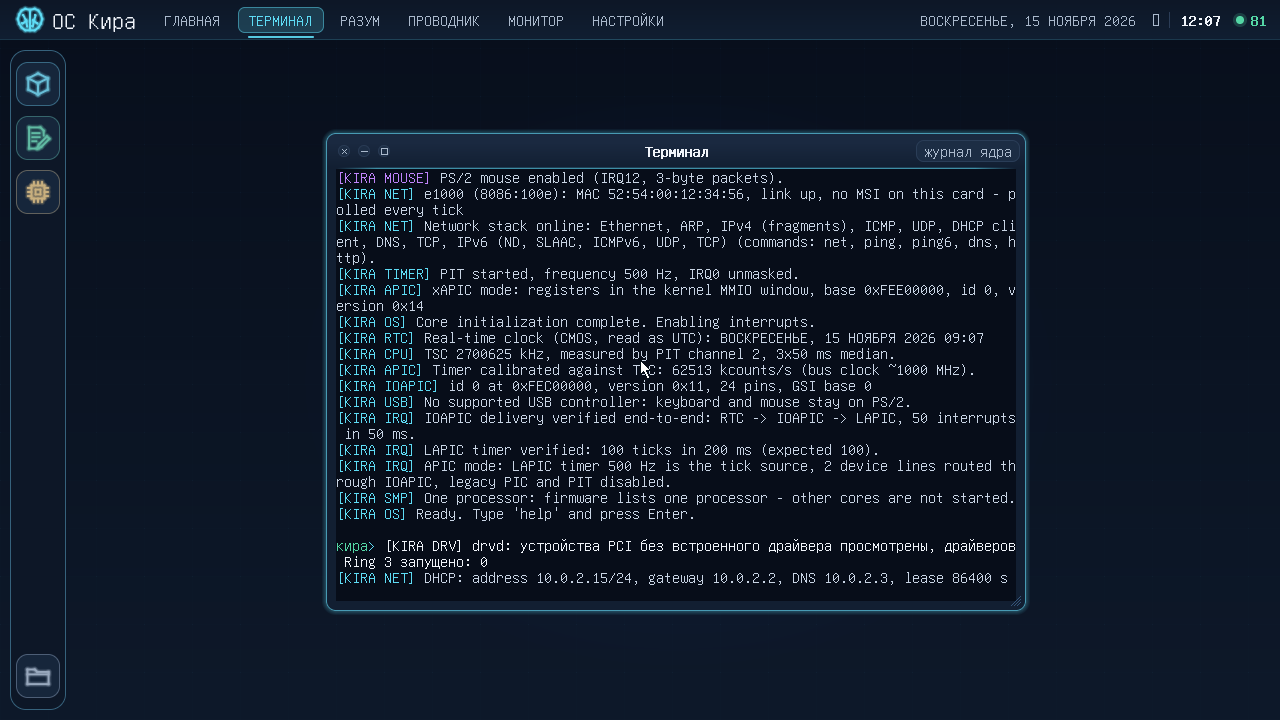 ОС Кира ГЛАВНАЯ ТЕРМИНАЛ РАЗУМ ПРОВОДНИК МОНИТОР НАСТРОЙКИ ВОСКРЕСЕНЬЕ, 15 НОЯБРЯ 2026 12:07 81
Терминал журнал ядра
[KIRA MOUSE] PS/2 mouse enabled (IRQ12, 3-byte packets).
[KIRA NET] e1000 (8086:100e): MAC 52:54:00:12:34:56, link up, no MSI on this card - p
olled every tick
[KIRA NET] Network stack online: Ethernet, ARP, IPv4 (fragments), ICMP, UDP, DHCP cli
ent, DNS, TCP, IPv6 (ND, SLAAC, ICMPv6, UDP, TCP) (commands: net, ping, ping6, dns, h
ttp).
[KIRA TIMER] PIT started, frequency 500 Hz, IRQ0 unmasked.
[KIRA APIC] xAPIC mode: registers in the kernel MMIO window, base 0xFEE00000, id 0, v
ersion 0x14
[KIRA OS] Core initialization complete. Enabling interrupts.
[KIRA RTC] Real-time clock (CMOS, read as UTC): ВОСКРЕСЕНЬЕ, 15 НОЯБРЯ 2026 09:07
[KIRA CPU] TSC 2700625 kHz, measured by PIT channel 2, 3x50 ms median.
[KIRA APIC] Timer calibrated against TSC: 62513 kcounts/s (bus clock ~1000 MHz).
[KIRA IOAPIC] id 0 at 0xFEC00000, version 0x11, 24 pins, GSI base 0
[KIRA USB] No supported USB controller: keyboard and mouse stay on PS/2.
[KIRA IRQ] IOAPIC delivery verified end-to-end: RTC -> IOAPIC -> LAPIC, 50 interrupts
in 50 ms.
[KIRA IRQ] LAPIC timer verified: 100 ticks in 200 ms (expected 100).
[KIRA IRQ] APIC mode: LAPIC timer 500 Hz is the tick source, 2 device lines routed th
rough IOAPIC, legacy PIC and PIT disabled.
[KIRA SMP] One processor: firmware lists one processor - other cores are not started.
[KIRA OS] Ready. Type 'help' and press Enter.
кира> [KIRA DRV] drvd: устройства PCI без встроенного драйвера просмотрены, драйверов
Ring 3 запущено: 0
[KIRA NET] DHCP: address 10.0.2.15/24, gateway 10.0.2.2, DNS 10.0.2.3, lease 86400 s